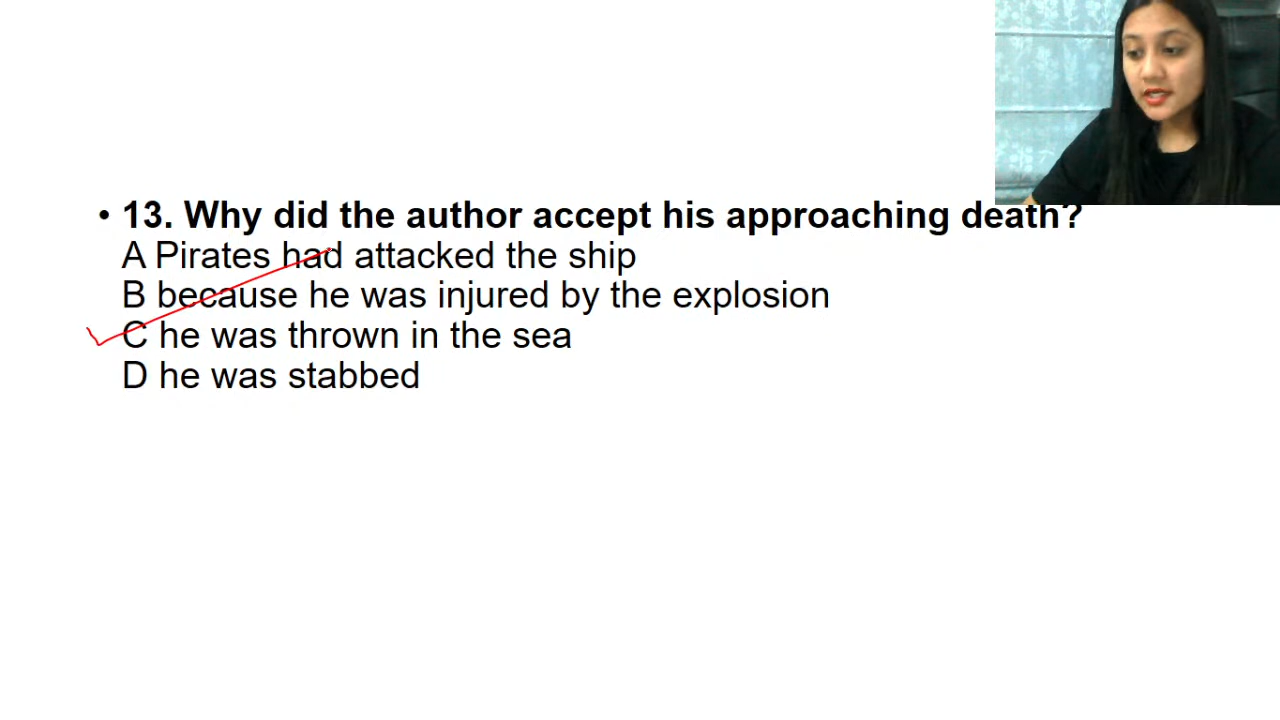 • 13. Why did the author accept his approaching death?
A Pirates had attacked the ship
B because he was injured by the explosion
C he was thrown in the sea
D he was stabbed